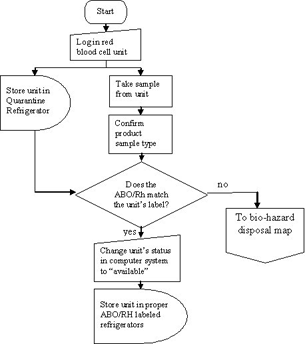 Start
Log in red
blood cell unit
Store unit in
Quarantine
Refrigerator
Take sample
from unit
Confirm
product
sample type
Does the
ABO/Rh match
the unit's label?
no
To bio-hazard
disposal map
yes
Change unit's status
in computer system
to "available"
Store unit in proper
ABO/RH labeled
refrigerators